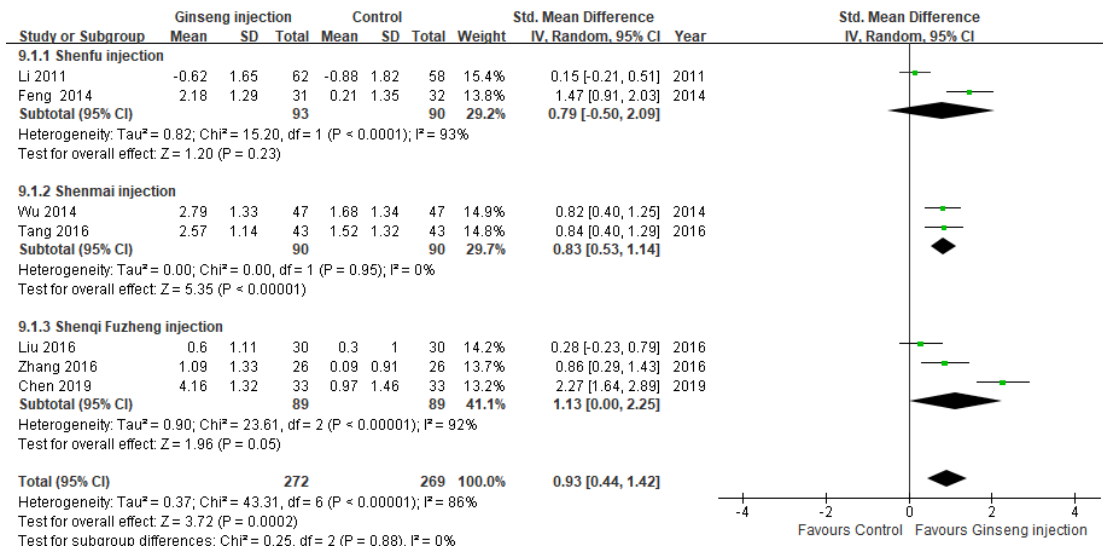 Ginseng injection Control Std. Mean Difference Std. Mean Difference
Study or Subgroup Mean SD Total Mean SD Total Weight IV, Random, 95% CI Year IV, Random, 95% CI
9.1.1 Shenfu injection
Li 2011 -0.62 1.65 62 -0.88 1.82 58 15.4% 0.15 [-0.21, 0.51] 2011
Feng 2014 2.18 1.29 31 0.21 1.35 32 13.8% 1.47 [0.91, 2.03] 2014
Subtotal (95% CI) 93 90 29.2% 0.79 [-0.50, 2.09]
Heterogeneity: Tau² = 0.82; Chi² = 15.20, df = 1 (P < 0.0001); I² = 93%
Test for overall effect: Z = 1.20 (P = 0.23)
9.1.2 Shenmai injection
Wu 2014 2.79 1.33 47 1.68 1.34 47 14.9% 0.82 [0.40, 1.25] 2014
Tang 2016 2.57 1.14 43 1.52 1.32 43 14.8% 0.84 [0.40, 1.29] 2016
Subtotal (95% CI) 90 90 29.7% 0.83 [0.53, 1.14]
Heterogeneity: Tau² = 0.00; Chi² = 0.00, df = 1 (P = 0.95); I² = 0%
Test for overall effect: Z = 5.35 (P < 0.00001)
9.1.3 Shenqi Fuzheng injection
Liu 2016 0.6 1.11 30 0.3 1 30 14.2% 0.28 [-0.23, 0.79] 2016
Zhang 2016 1.09 1.33 26 0.09 0.91 26 13.7% 0.86 [0.29, 1.43] 2016
Chen 2019 4.16 1.32 33 0.97 1.46 33 13.2% 2.27 [1.64, 2.89] 2019
Subtotal (95% CI) 89 89 41.1% 1.13 [0.00, 2.25]
Heterogeneity: Tau² = 0.90; Chi² = 23.61, df = 2 (P < 0.00001); I² = 92%
Test for overall effect: Z = 1.96 (P = 0.05)
Total (95% CI) 272 269 100.0% 0.93 [0.44, 1.42]
Heterogeneity: Tau² = 0.37; Chi² = 43.31, df = 6 (P < 0.00001); I² = 86%
Test for overall effect: Z = 3.72 (P = 0.0002)
Test for subgroup differences: Chi² = 0.25, df = 2 (P = 0.88), I² = 0%
-4 -2 0 2 4
Favours Control Favours Ginseng injection